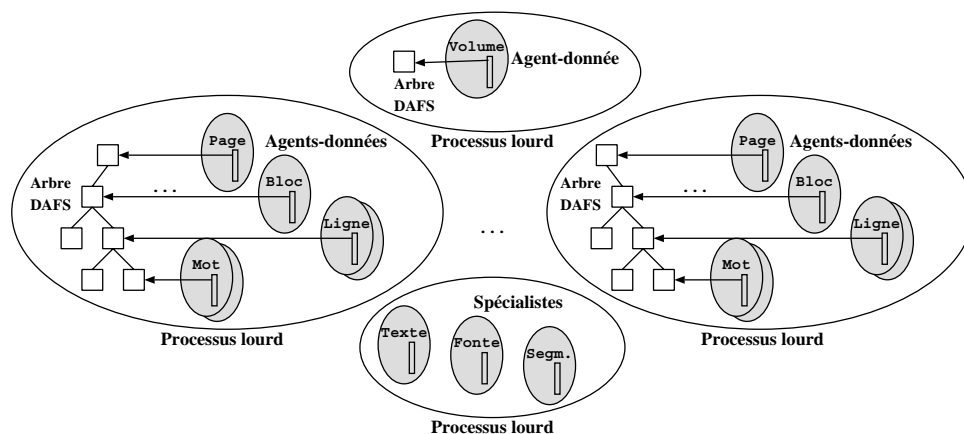 Volume
Agent-donnée
Arbre
DAFS
Processus lourd
Page
Agents-données
Arbre
DAFS
...
Bloc
Ligne
Mot
Processus lourd
...
Page
Agents-données
Arbre
DAFS
...
Bloc
Ligne
Mot
Processus lourd
Spécialistes
Texte
Fonte
Segm.
Processus lourd